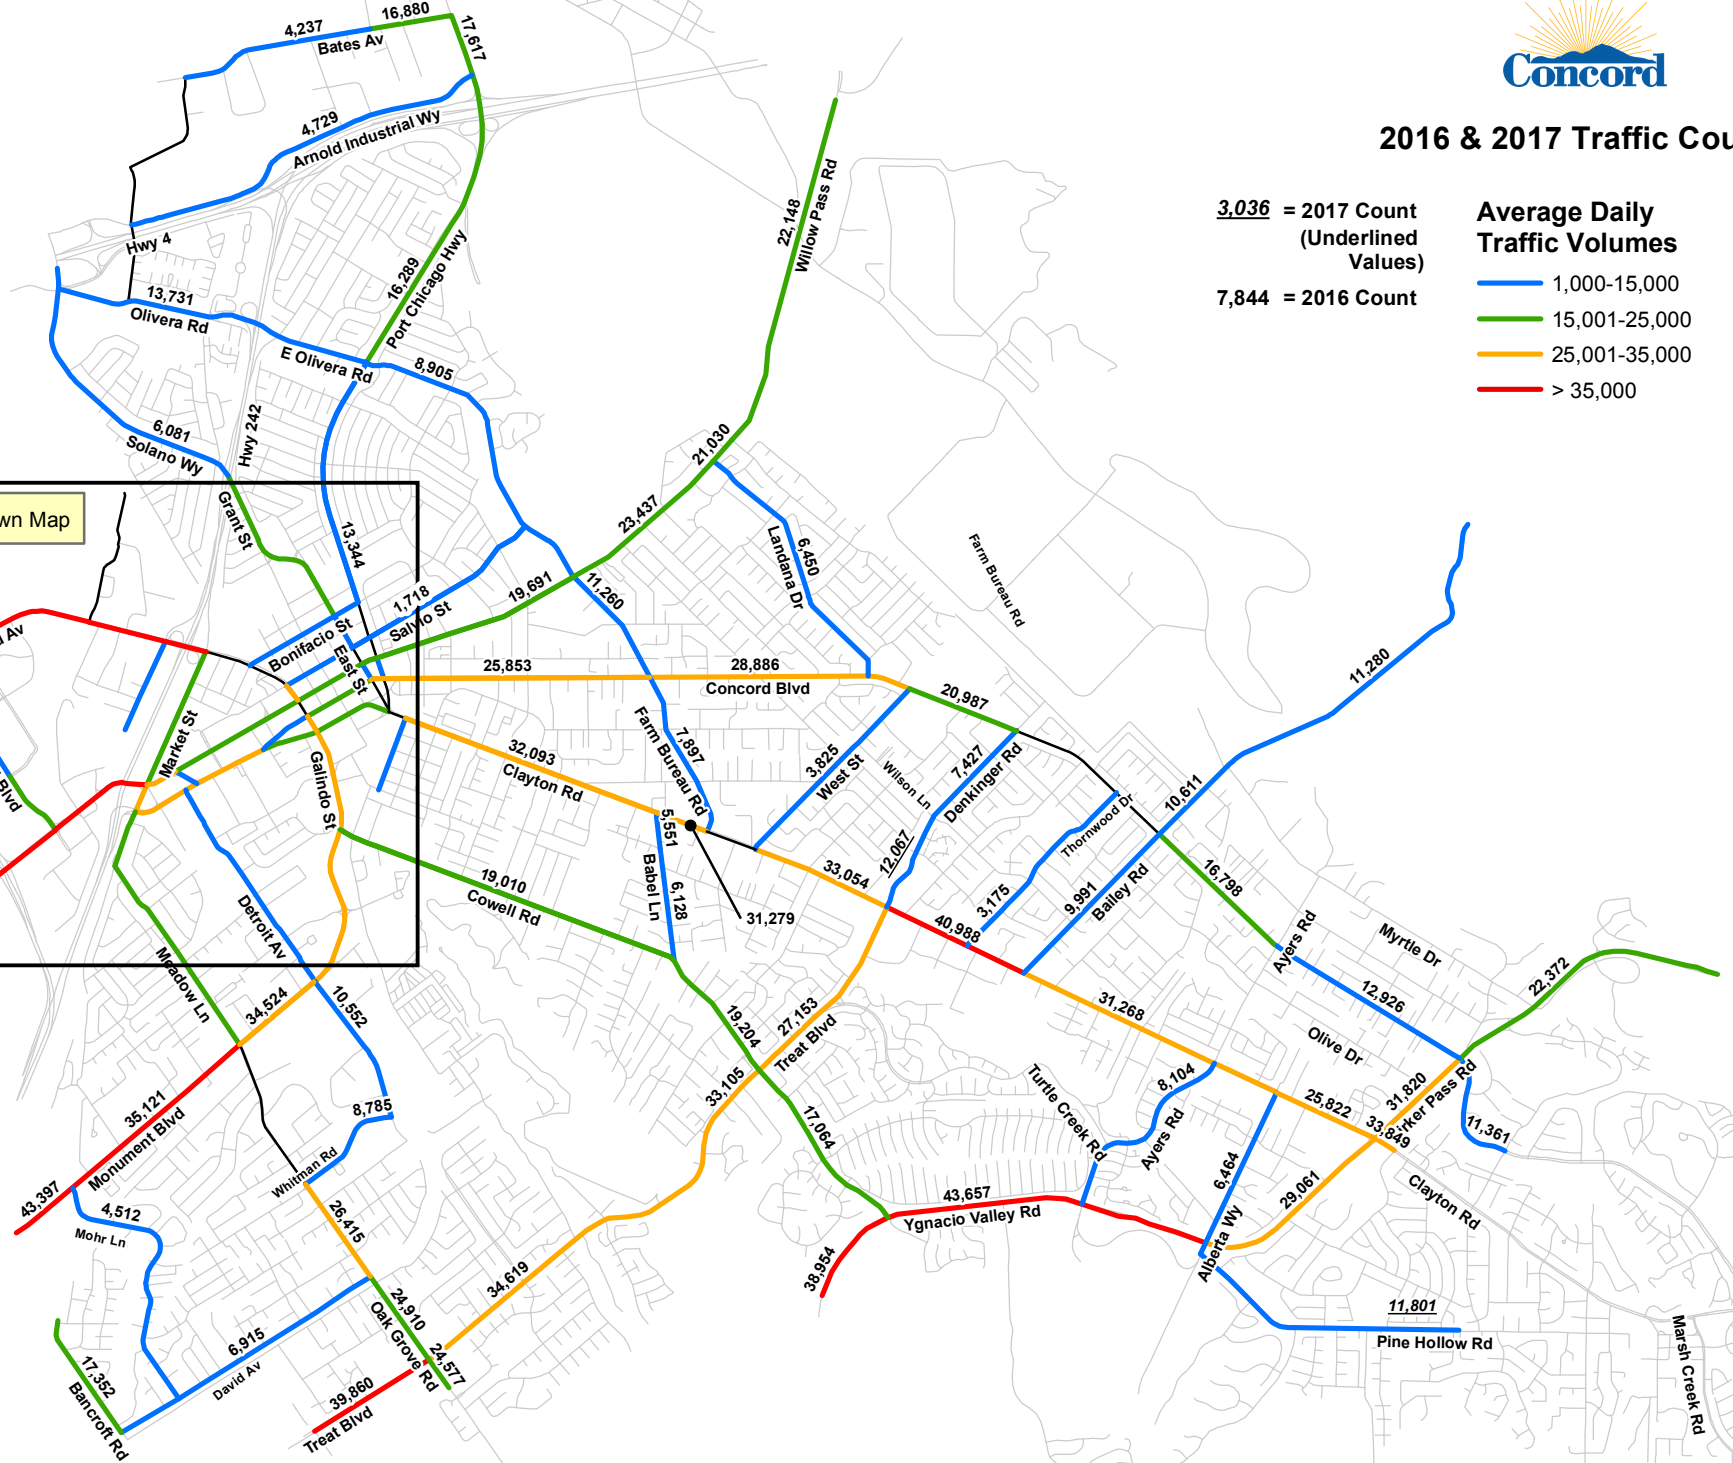 Concord
2016 & 2017 Traffic Cou
3,036 = 2017 Count
(Underlined
Values)
7,844 = 2016 Count
Average Daily
Traffic Volumes
1,000-15,000
15,001-25,000
25,001-35,000
> 35,000
16,880
4,237
Bates Av
17,617
4,729
Arnold Industrial Wy
Hwy 4
22,148
Willow Pass Rd
16,289
Port Chicago Hwy
13,731
Olivera Rd
E Olivera Rd
8,905
6,081
Solano Wy
Hwy 242
21,030
23,437
wn Map
Grant St
13,344
Landana Dr
6,450
Farm Bureau Rd
19,691
11,260
1,718
Salvio St
Bonifacio St
East St
Av
25,853
28,886
Concord Blvd
20,987
11,280
Market St
Galindo St
Blvd
32,093
Clayton Rd
Farm Bureau Rd
7,897
3,825
West St
Wilson Ln
7,427
Denkinger Rd
10,611
Thornwood Dr
5,551
12,067
33,054
16,798
19,010
Cowell Rd
Babel Ln
6,128
31,279
3,175
9,991
Bailey Rd
40,988
Detroit Av
Ayers Rd
Myrtle Dr
22,372
Meadow Ln
34,524
10,552
12,926
31,268
27,153
Treat Blvd
19,204
Olive Dr
33,105
8,104
Turtle Creek Rd
Ayers Rd
31,820
rker Pass Rd
25,822
33,849
11,361
35,121
Monument Blvd
8,785
17,064
Whitman Rd
6,464
29,061
Clayton Rd
43,397
4,512
Mohr Ln
26,415
43,657
Ygnacio Valley Rd
38,954
Alberta Wy
34,619
24,910
Oak Grove Rd
11,801
Pine Hollow Rd
6,915
David Av
24,577
17,352
Bancroft Rd
39,860
Treat Blvd
Marsh Creek Rd